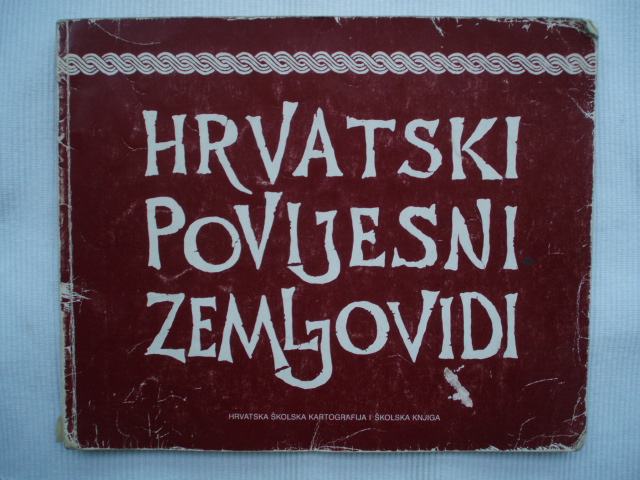 HRVATSKI
POVIJESNI
ZEMLJOVIDI
HRVATSKA ŠKOLSKA KARTOGRAFIJA I ŠKOLSKA KNJIGA